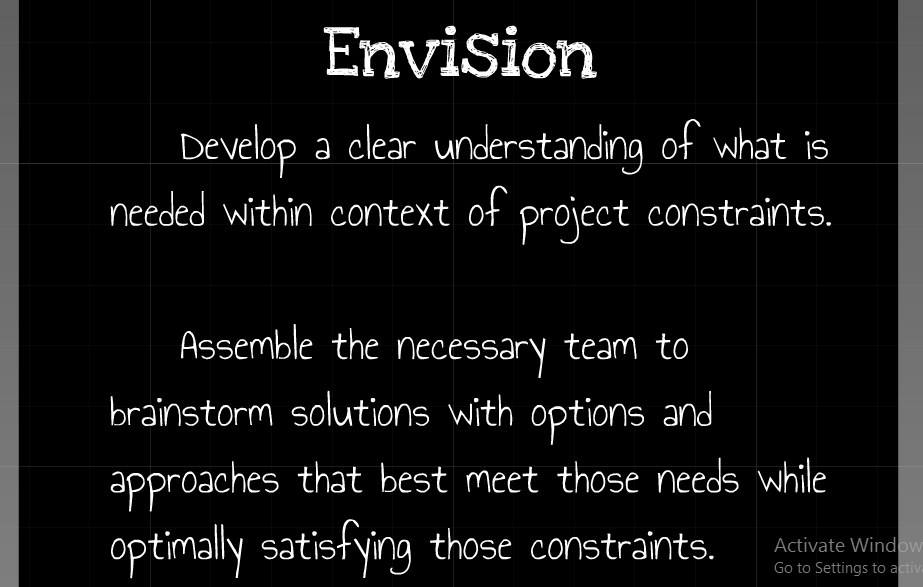 Envision
Develop a clear understanding of what is
needed within context of project constraints.
Assemble the necessary team to
brainstorm solutions with options and
approaches that best meet those needs while
optimally satisfying those constraints.
Activate Window
Go to Settings to activ